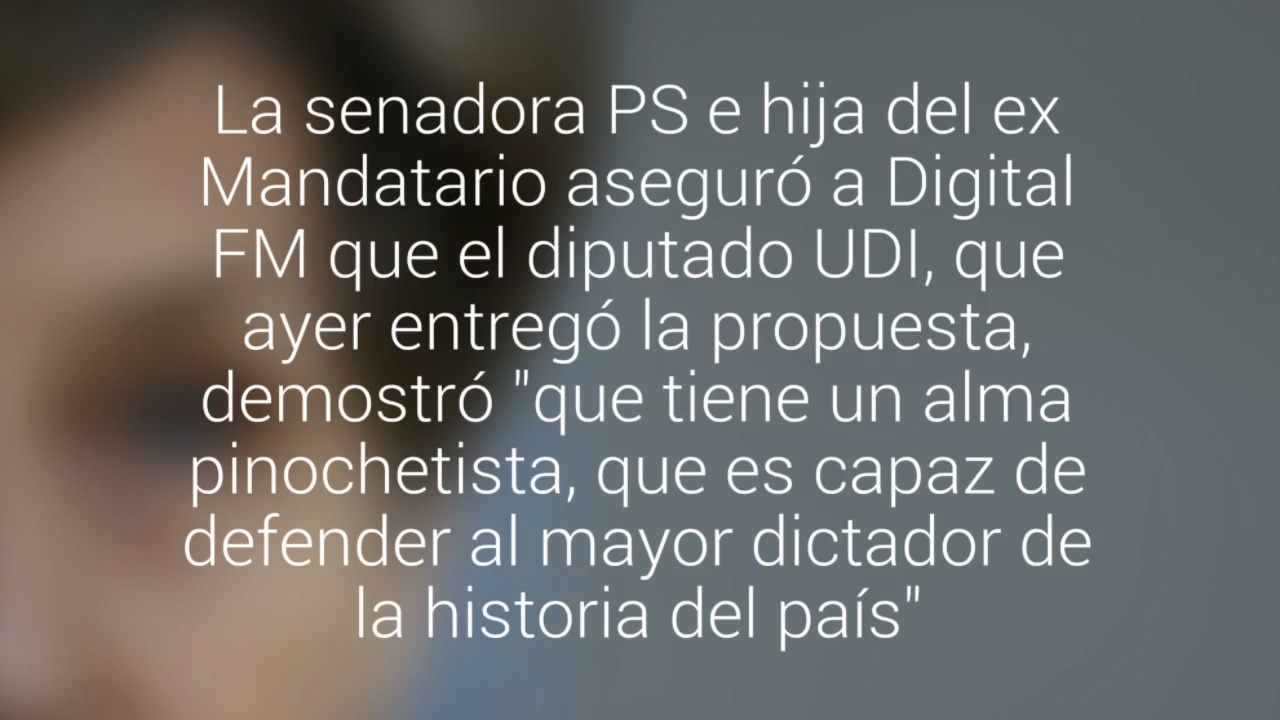 La senadora PS e hija del ex
Mandatario aseguró a Digital
FM que el diputado UDI, que
ayer entregó la propuesta,
demostró "que tiene un alma
pinochetista, que es capaz de
defender al mayor dictador de
la historia del país"